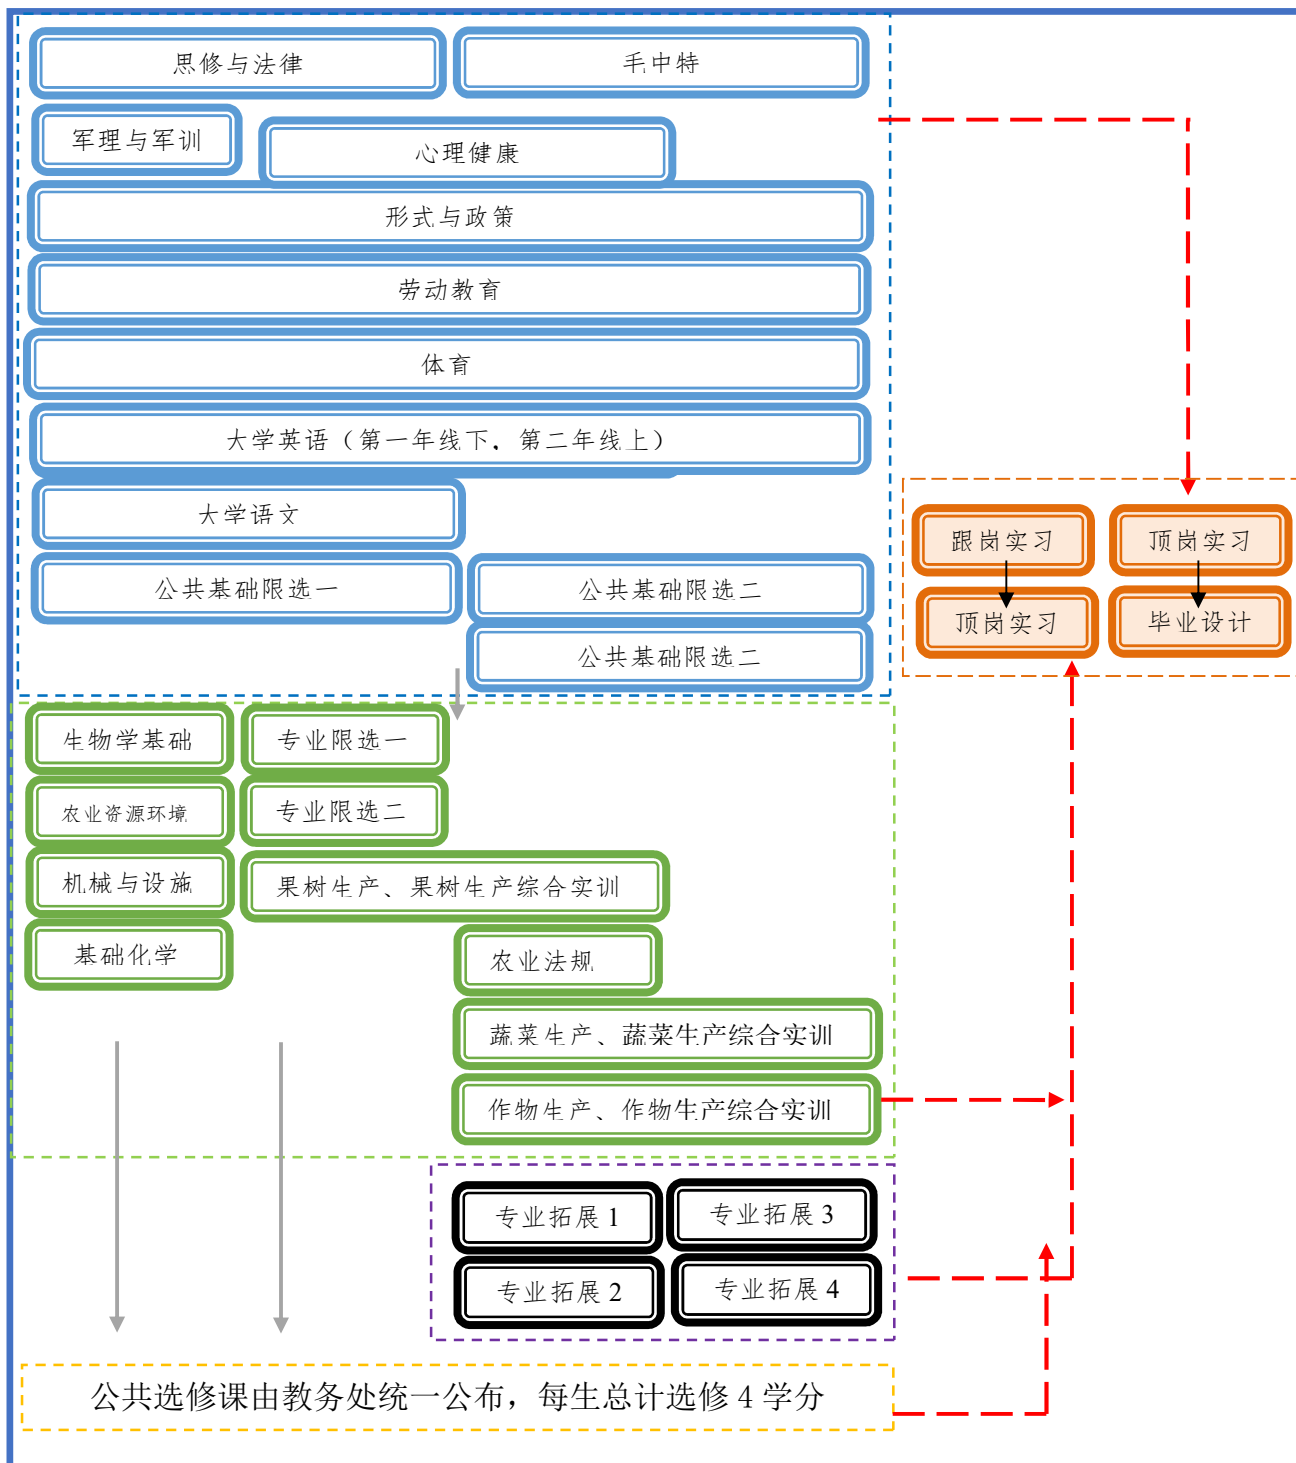 思修与法律
毛中特
军理与军训
心理健康
形式与政策
劳动教育
体育
大学英语（第一年线下，第二年线上）
大学语文
公共基础限选一
公共基础限选二
公共基础限选二
跟岗实习
顶岗实习
顶岗实习
毕业设计
生物学基础
专业限选一
农业资源环境
专业限选二
机械与设施
果树生产、果树生产综合实训
基础化学
农业法规
蔬菜生产、蔬菜生产综合实训
作物生产、作物生产综合实训
专业拓展 1
专业拓展 3
专业拓展 2
专业拓展 4
公共选修课由教务处统一公布，每生总计选修 4 学分